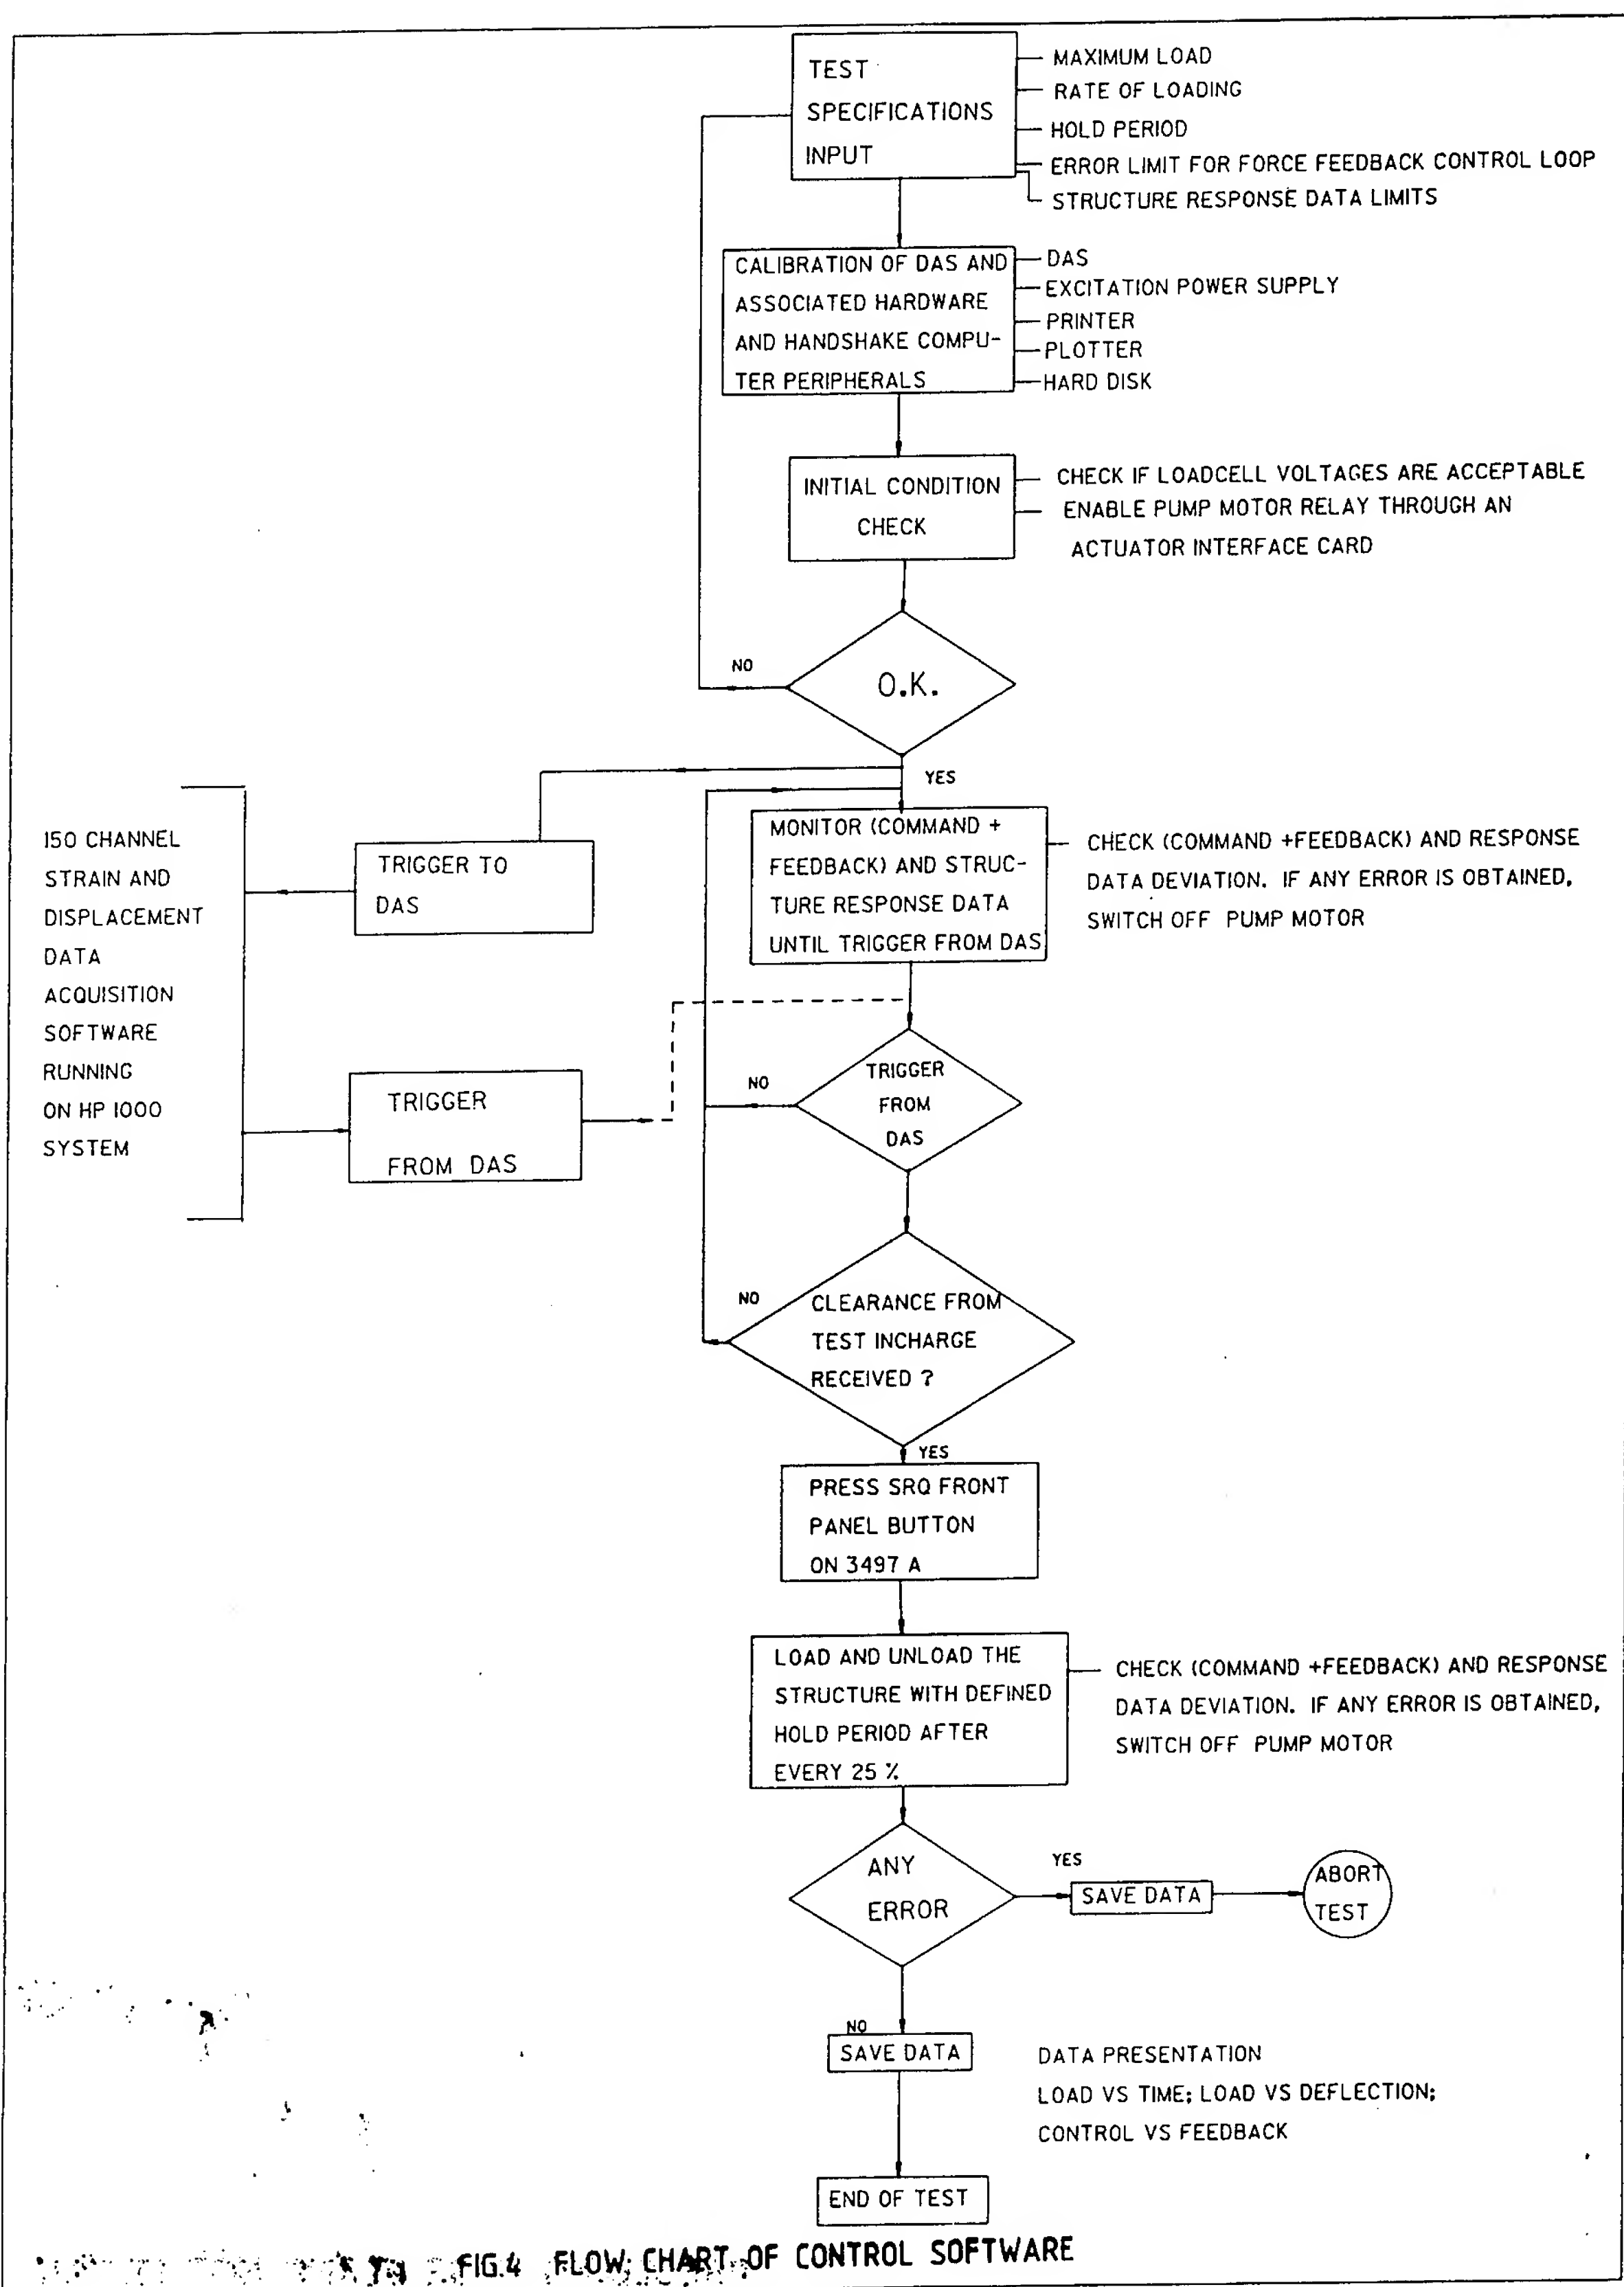 TEST
SPECIFICATIONS
INPUT
MAXIMUM LOAD
RATE OF LOADING
HOLD PERIOD
ERROR LIMIT FOR FORCE FEEDBACK CONTROL LOOP
STRUCTURE RESPONSE DATA LIMITS
CALIBRATION OF DAS AND
ASSOCIATED HARDWARE
AND HANDSHAKE COMPU-
TER PERIPHERALS
DAS
EXCITATION POWER SUPPLY
PRINTER
PLOTTER
HARD DISK
INITIAL CONDITION
CHECK
CHECK IF LOADCELL VOLTAGES ARE ACCEPTABLE
ENABLE PUMP MOTOR RELAY THROUGH AN
ACTUATOR INTERFACE CARD
NO
O.K.
YES
150 CHANNEL
STRAIN AND
DISPLACEMENT
DATA
ACQUISITION
SOFTWARE
RUNNING
ON HP 1000
SYSTEM
TRIGGER TO
DAS
MONITOR (COMMAND +
FEEDBACK) AND STRUC-
TURE RESPONSE DATA
UNTIL TRIGGER FROM DAS
CHECK (COMMAND +FEEDBACK) AND RESPONSE
DATA DEVIATION. IF ANY ERROR IS OBTAINED,
SWITCH OFF PUMP MOTOR
TRIGGER
FROM DAS
NO
TRIGGER
FROM
DAS
NO
CLEARANCE FROM
TEST INCHARGE
RECEIVED ?
YES
PRESS SRQ FRONT
PANEL BUTTON
ON 3497 A
LOAD AND UNLOAD THE
STRUCTURE WITH DEFINED
HOLD PERIOD AFTER
EVERY 25 %
CHECK (COMMAND +FEEDBACK) AND RESPONSE
DATA DEVIATION. IF ANY ERROR IS OBTAINED,
SWITCH OFF PUMP MOTOR
ANY
ERROR
YES
SAVE DATA
ABORT
TEST
NO
SAVE DATA
DATA PRESENTATION
LOAD VS TIME; LOAD VS DEFLECTION;
CONTROL VS FEEDBACK
END OF TEST
FIG.4 FLOW CHART OF CONTROL SOFTWARE